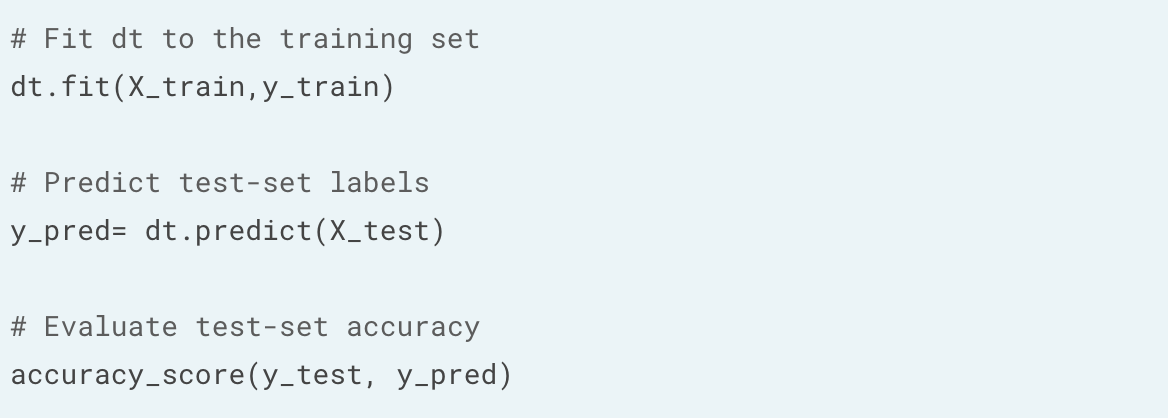 # Fit dt to the training set
dt.fit(X_train,y_train)
# Predict test-set labels
y_pred= dt.predict(X_test)
# Evaluate test-set accuracy
accuracy_score(y_test, y_pred)